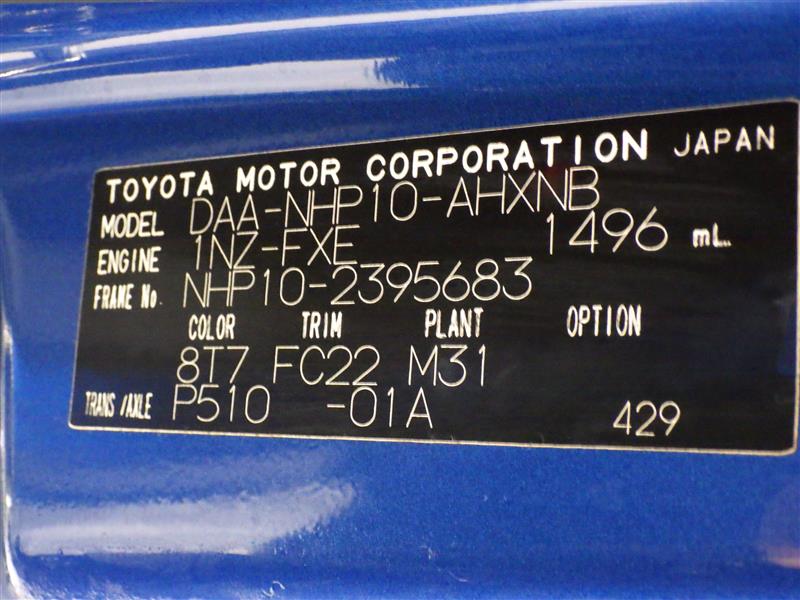 TOYOTA MOTOR CORPORATION JAPAN
MODEL DAA-NHP10-AHXNB
ENGINE 1NZ-FXE 1496 mL
FRAME No. NHP10-2395683
COLOR TRIM PLANT OPTION
8T7 FC22 M31
TRANS/AXLE P510 -01A 429